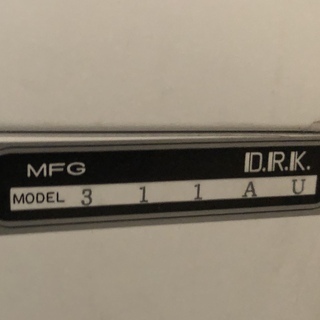 MFG D.R.K.
MODEL 3 1 1 A U